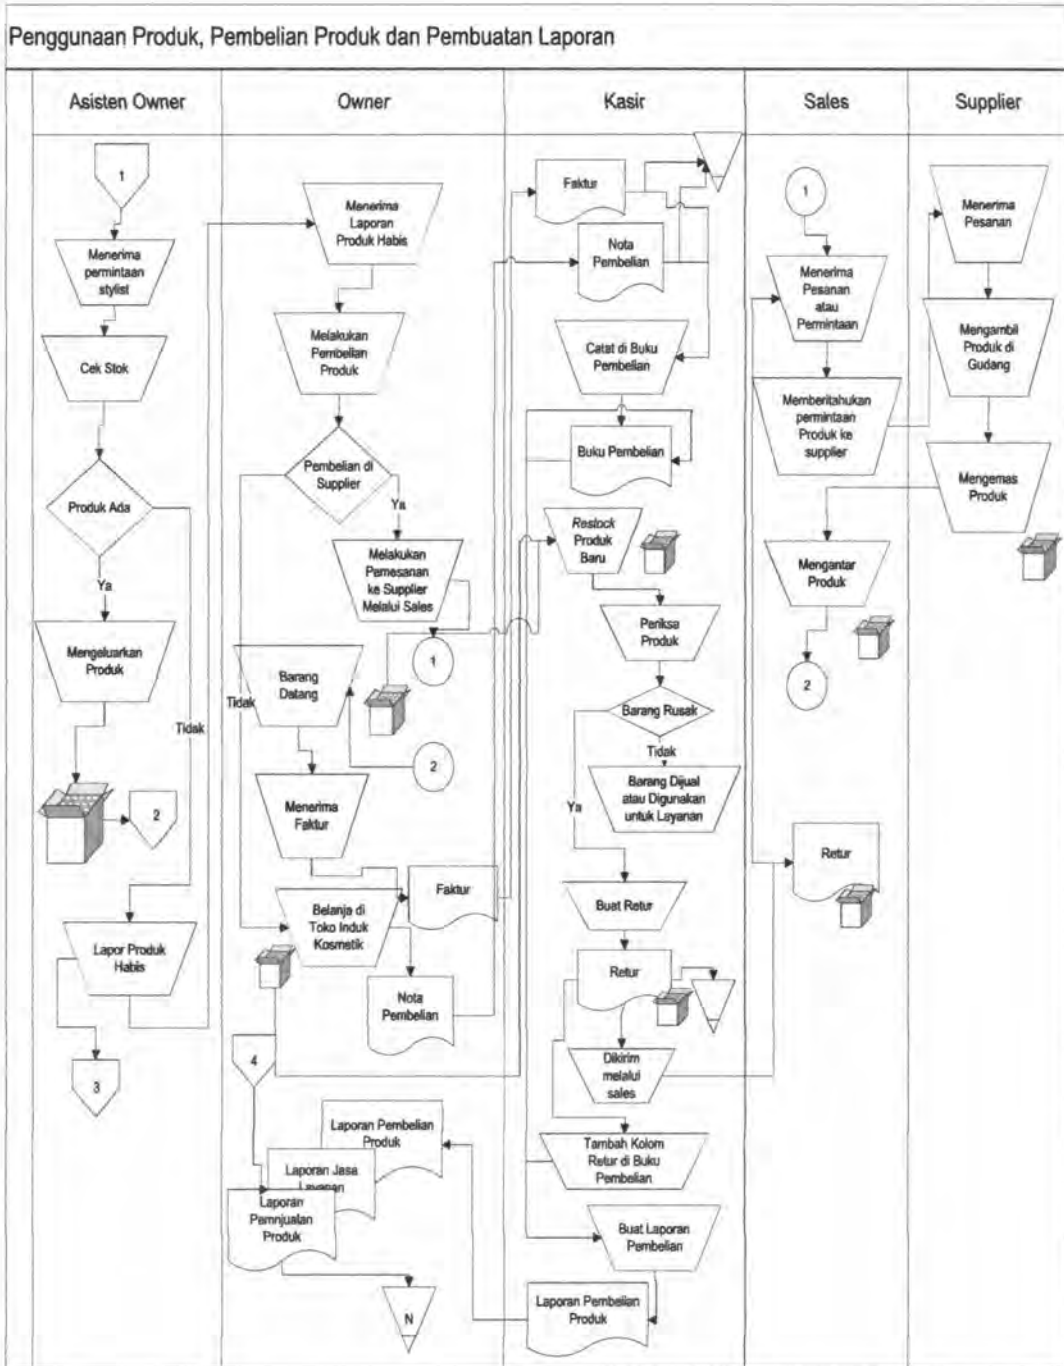 Penggunaan Produk, Pembelian Produk dan Pembuatan Laporan
Asisten Owner
Owner
Kasir
Sales
Supplier
1
Menerima
permintaan
stylist
Cek Stok
Produk Ada
Ya
Tidak
Mengeluarkan
Produk
2
Lapor Produk
Habis
3
Menerima
Laporan
Produk Habis
Melakukan
Pembelian
Produk
Pembelian di
Supplier
Ya
Tidak
Melakukan
Pemesanan
ke Supplier
Melalui Sales
1
Barang
Datang
2
Menerima
Faktur
Faktur
Belanja di
Toko Induk
Kosmetik
Nota
Pembelian
4
Laporan Pembelian
Produk
Laporan Jasa
Layanan
Laporan
Pemnjualan
Produk
N
Faktur
Nota
Pembelian
Catat di Buku
Pembelian
Buku Pembelian
Restock
Produk
Baru
Periksa
Produk
Barang Rusak
Tidak
Ya
Barang Dijual
atau Digunakan
untuk Layanan
Buat Retur
Retur
Dikirim
melalui
sales
Tambah Kolom
Retur di Buku
Pembelian
Buat Laporan
Pembelian
Laporan Pembelian
Produk
1
Menerima
Pesanan
atau
Permintaan
Memberitahukan
permintaan
Produk ke
supplier
Mengantar
Produk
2
Retur
Menerima
Pesanan
Mengambil
Produk di
Gudang
Mengemas
Produk